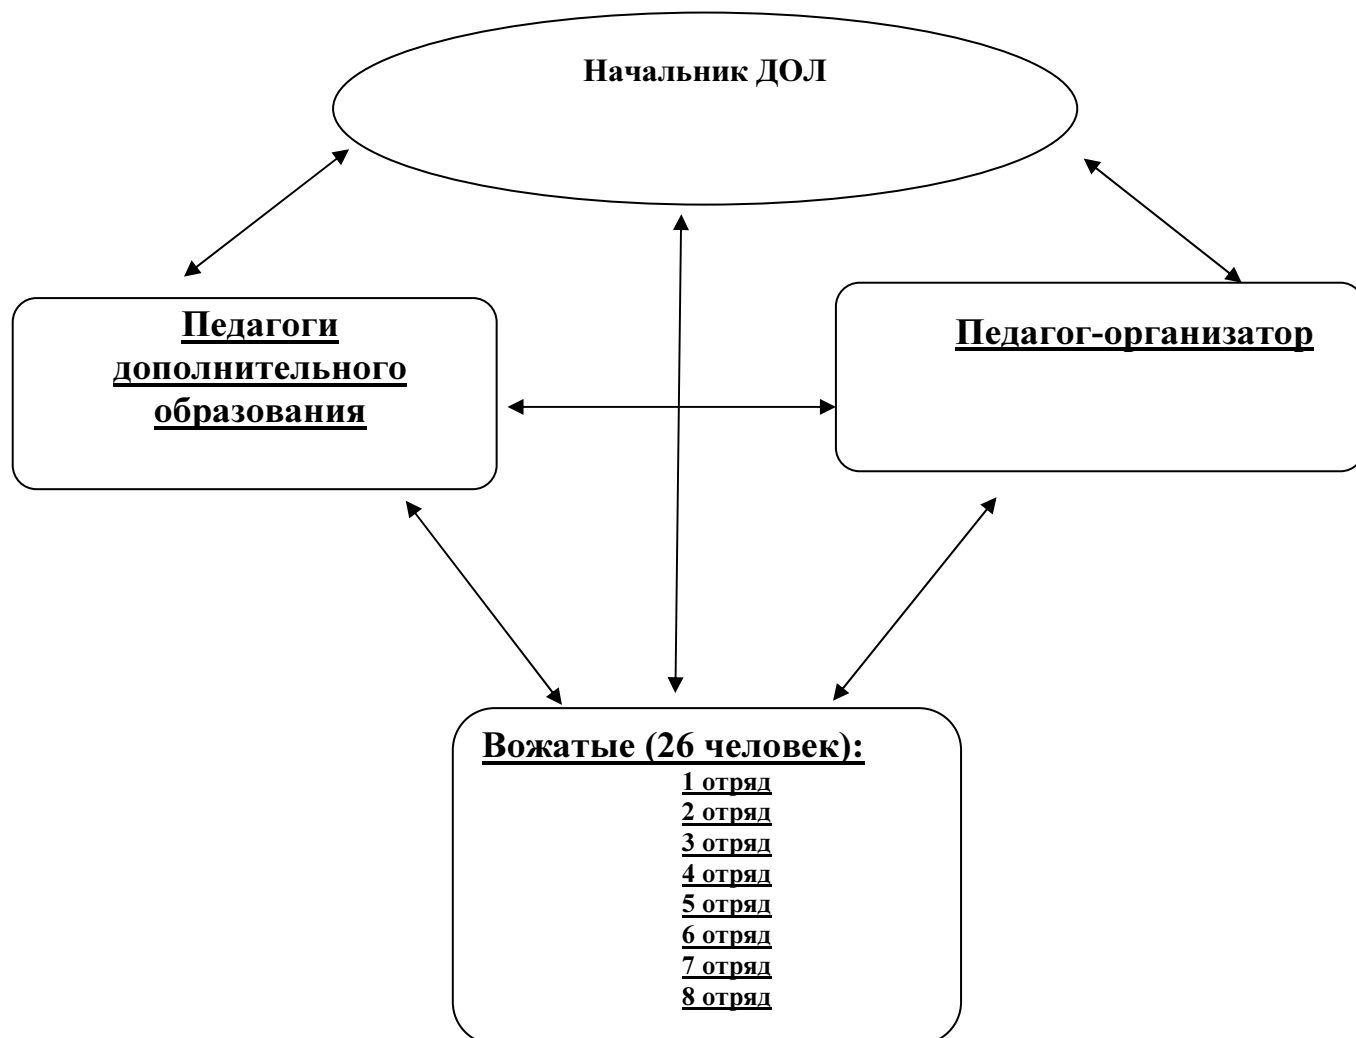 Начальник ДОЛ
Педагоги
дополнительного
образования
Педагог-организатор
Вожатые (26 человек):
1 отряд
2 отряд
3 отряд
4 отряд
5 отряд
6 отряд
7 отряд
8 отряд